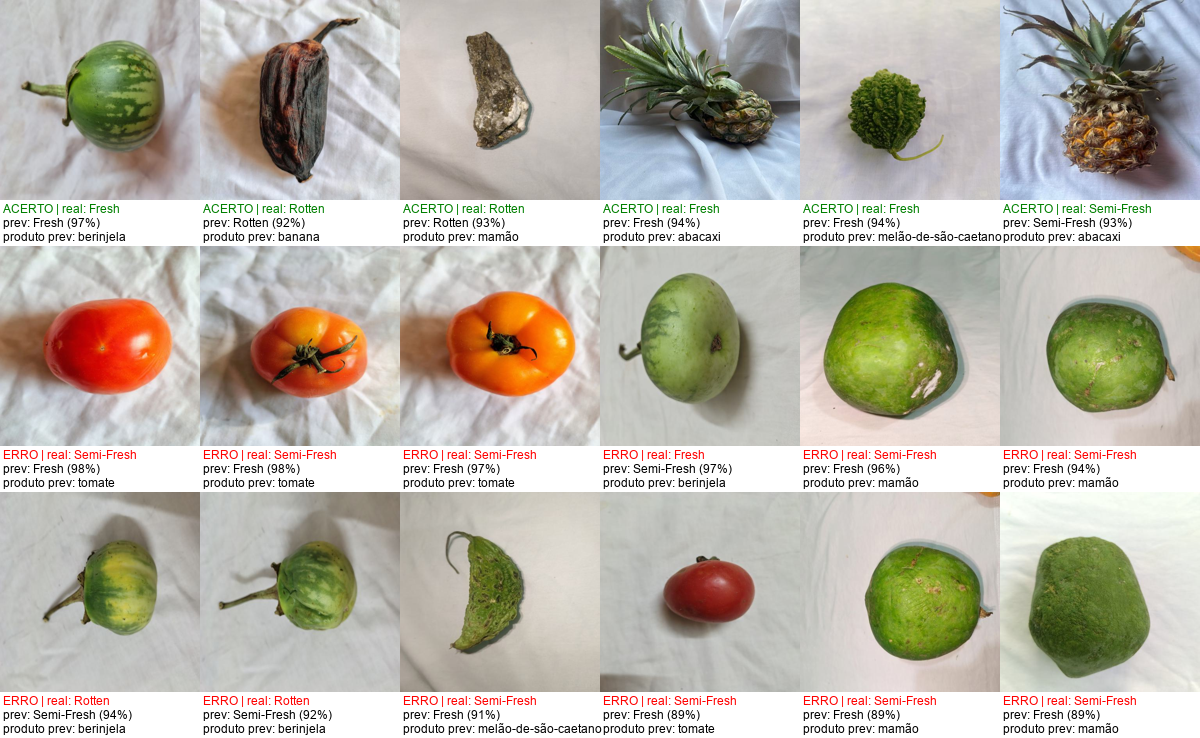 ACERTO | real: Fresh
prev: Fresh (97%)
produto prev: berinjela
ACERTO | real: Rotten
prev: Rotten (92%)
produto prev: banana
ACERTO | real: Rotten
prev: Rotten (93%)
produto prev: mamão
ACERTO | real: Fresh
prev: Fresh (94%)
produto prev: abacaxi
ACERTO | real: Fresh
prev: Fresh (94%)
produto prev: melão-de-são-caetano
ACERTO | real: Semi-Fresh
prev: Semi-Fresh (93%)
produto prev: abacaxi
ERRO | real: Semi-Fresh
prev: Fresh (98%)
produto prev: tomate
ERRO | real: Semi-Fresh
prev: Fresh (98%)
produto prev: tomate
ERRO | real: Semi-Fresh
prev: Fresh (97%)
produto prev: tomate
ERRO | real: Fresh
prev: Semi-Fresh (97%)
produto prev: berinjela
ERRO | real: Semi-Fresh
prev: Fresh (96%)
produto prev: mamão
ERRO | real: Semi-Fresh
prev: Fresh (94%)
produto prev: mamão
ERRO | real: Rotten
prev: Semi-Fresh (94%)
produto prev: berinjela
ERRO | real: Rotten
prev: Semi-Fresh (92%)
produto prev: berinjela
ERRO | real: Semi-Fresh
prev: Fresh (91%)
produto prev: melão-de-são-caetano
ERRO | real: Semi-Fresh
prev: Fresh (89%)
produto prev: tomate
ERRO | real: Semi-Fresh
prev: Fresh (89%)
produto prev: mamão
ERRO | real: Semi-Fresh
prev: Fresh (89%)
produto prev: mamão